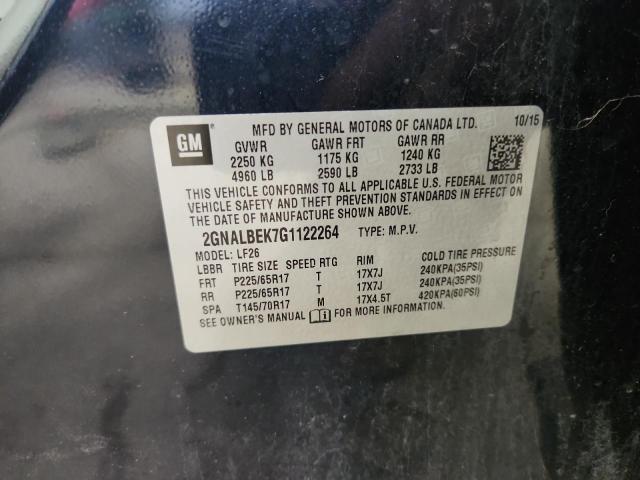 GM
MFD BY GENERAL MOTORS OF CANADA LTD. 10/15
GVWR GAWR FRT GAWR RR
2250 KG 1175 KG 1240 KG
4960 LB 2590 LB 2733 LB
THIS VEHICLE CONFORMS TO ALL APPLICABLE U.S. FEDERAL MOTOR
VEHICLE SAFETY AND THEFT PREVENTION STANDARDS IN EFFECT ON
THE DATE OF MANUFACTURE SHOWN ABOVE.
2GNALBEK7G1122264 TYPE: M.P.V.
MODEL: LF26
LBBR TIRE SIZE SPEED RTG RIM COLD TIRE PRESSURE
FRT P225/65R17 T 17X7J 240KPA(35PSI)
RR P225/65R17 T 17X7J 240KPA(35PSI)
SPA T145/70R17 M 17X4.5T 420KPA(60PSI)
SEE OWNER'S MANUAL FOR MORE INFORMATION.